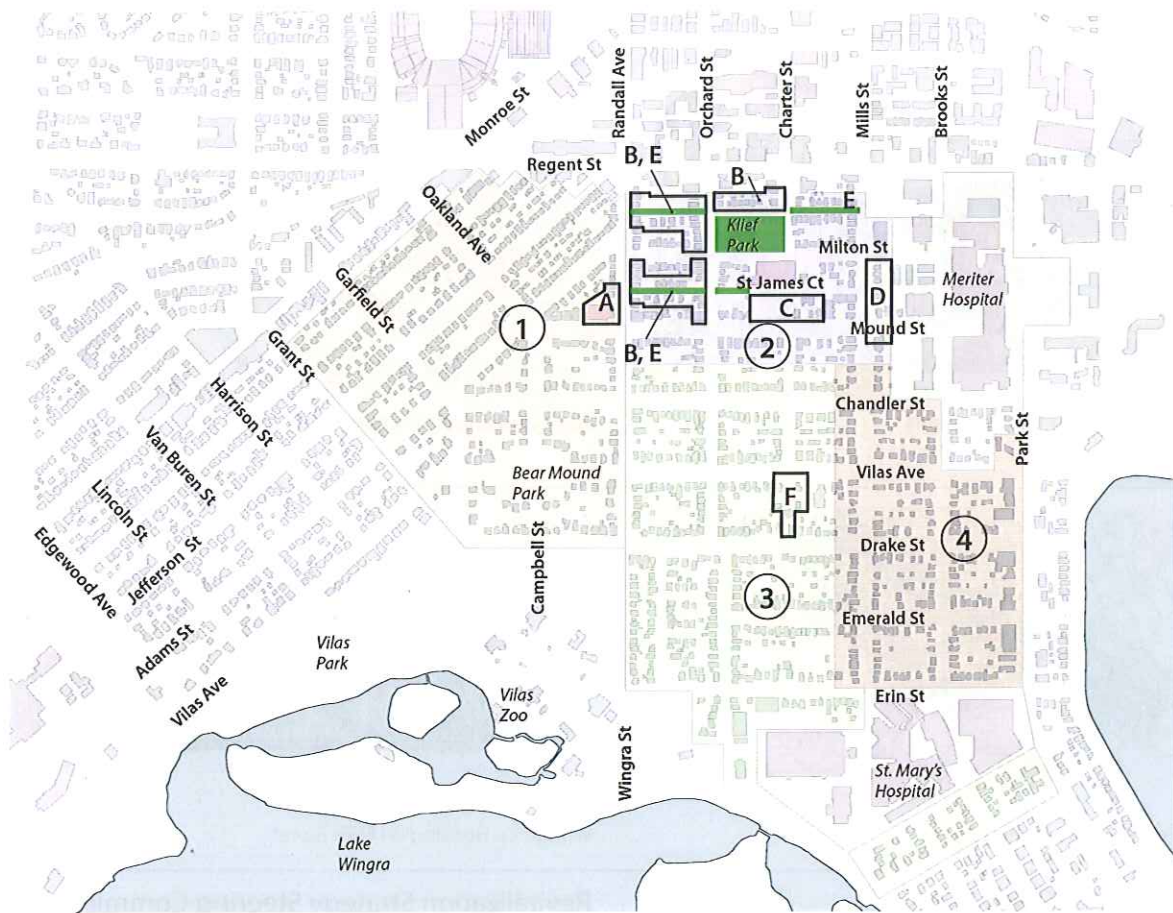 Monroe St
Randall Ave
Orchard St
Charter St
Mills St
Brooks St
Regent St
B, E
B
E
Klief
Park
Oakland Ave
Milton St
Garfield St
St James Ct
Meriter
Hospital
A
C
D
1
2
Mound St
B, E
Grant St
Harrison St
Chandler St
Park St
Van Buren St
Vilas Ave
Bear Mound
Park
F
Lincoln St
Drake St
4
Edgewood Ave
Jefferson St
Campbell St
3
Emerald St
Adams St
Vilas
Park
Vilas Ave
Vilas
Zoo
Erin St
Wingra St
St. Mary's
Hospital
Lake
Wingra